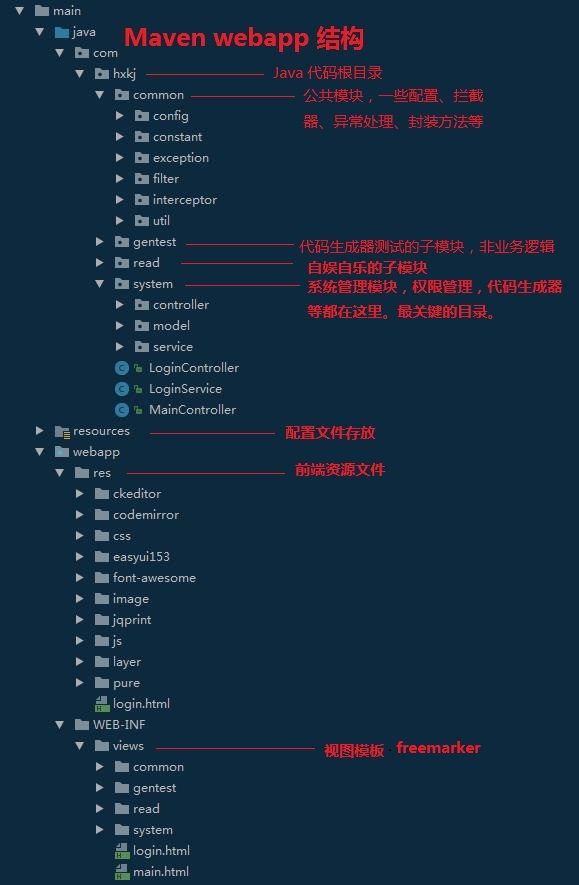 main
java
Maven webapp 结构
com
hxkj
Java 代码根目录
common
公共模块，一些配置、拦截
config
器、异常处理、封装方法等
constant
exception
filter
interceptor
util
gentest
代码生成器测试的子模块，非业务逻辑
read
自娱自乐的子模块
system
系统管理模块，权限管理，代码生成器
controller
等都在这里。最关键的目录。
model
service
C LoginController
C LoginService
C MainController
resources
配置文件存放
webapp
res
前端资源文件
ckeditor
codemirror
css
easyui153
font-awesome
image
jqprint
js
layer
pure
H login.html
WEB-INF
views
视图模板 freemarker
common
gentest
read
system
H login.html
H main.html